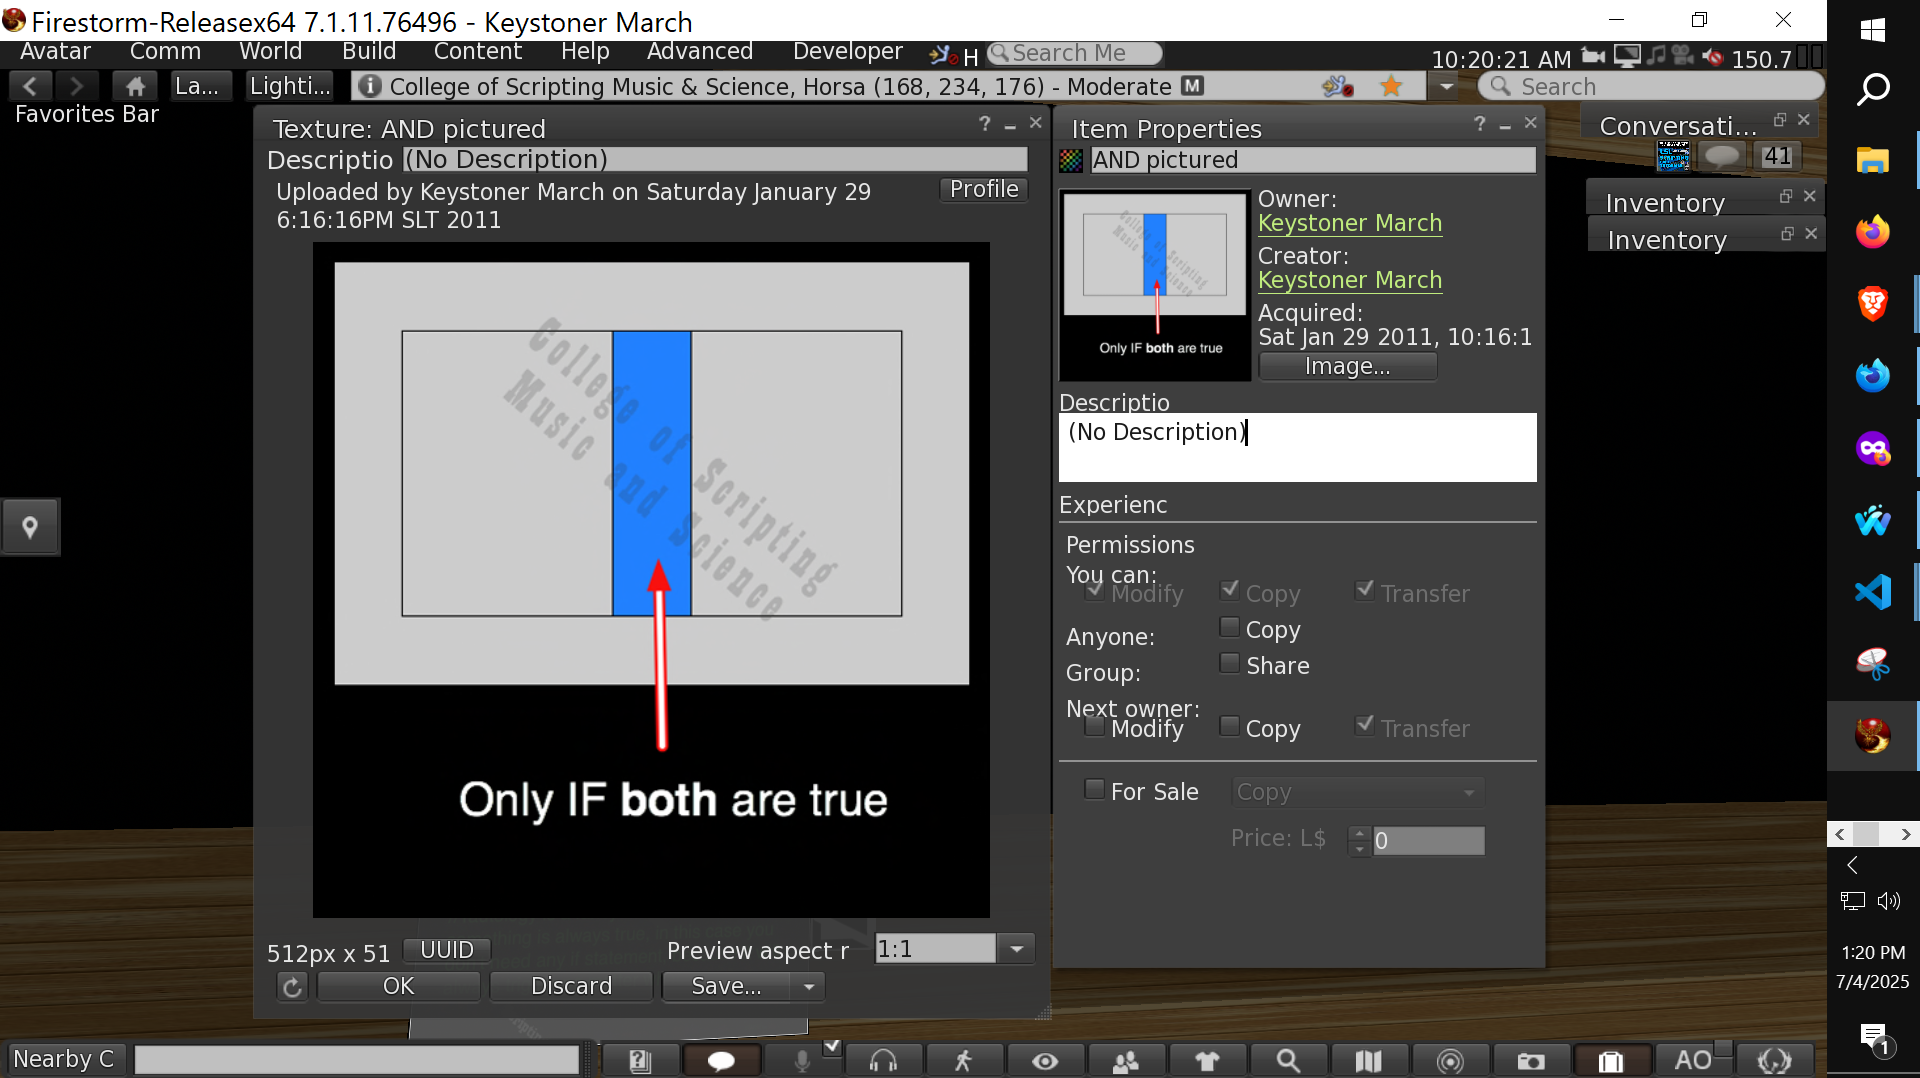 Firestorm-Releasex64 7.1.11.76496 - Keystoner March
Avatar Comm World Build Content Help Advanced Developer H Search Me 10:20:21 AM 150.7
La... Lighti... College of Scripting Music & Science, Horsa (168, 234, 176) - Moderate M Search
Favorites Bar
Texture: AND pictured ? 
Descriptio (No Description)
Uploaded by Keystoner March on Saturday January 29
6:16:16PM SLT 2011
Profile
College of Scripting
Music and Science
Only IF both are true
512px x 51 UUID Preview aspect r 1:1
OK Discard Save...
Item Properties ?
AND pictured
College of Scripting
Music and Science
Only IF both are true
Owner:
Keystoner March
Creator:
Keystoner March
Acquired:
Sat Jan 29 2011, 10:16:1
Image...
Descriptio
(No Description)
Experienc
Permissions
You can:
Modify Copy Transfer
Anyone: Copy
Group: Share
Next owner:
Modify Copy Transfer
For Sale Copy
Price: L$ 0
Conversati...
41
Inventory
Inventory
Nearby C
AO
1:20 PM
7/4/2025
1